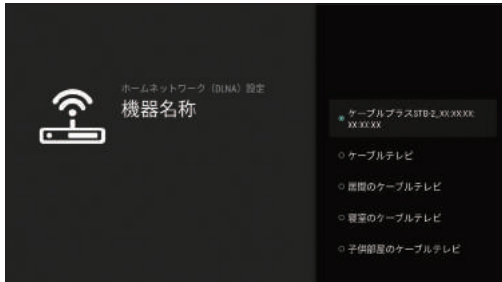 ホームネットワーク（DLNA）設定
機器名称
ケーブルプラスSTB-2_XX:XX:XX:
XX:XX:XX
ケーブルテレビ
居間のケーブルテレビ
寝室のケーブルテレビ
子供部屋のケーブルテレビ